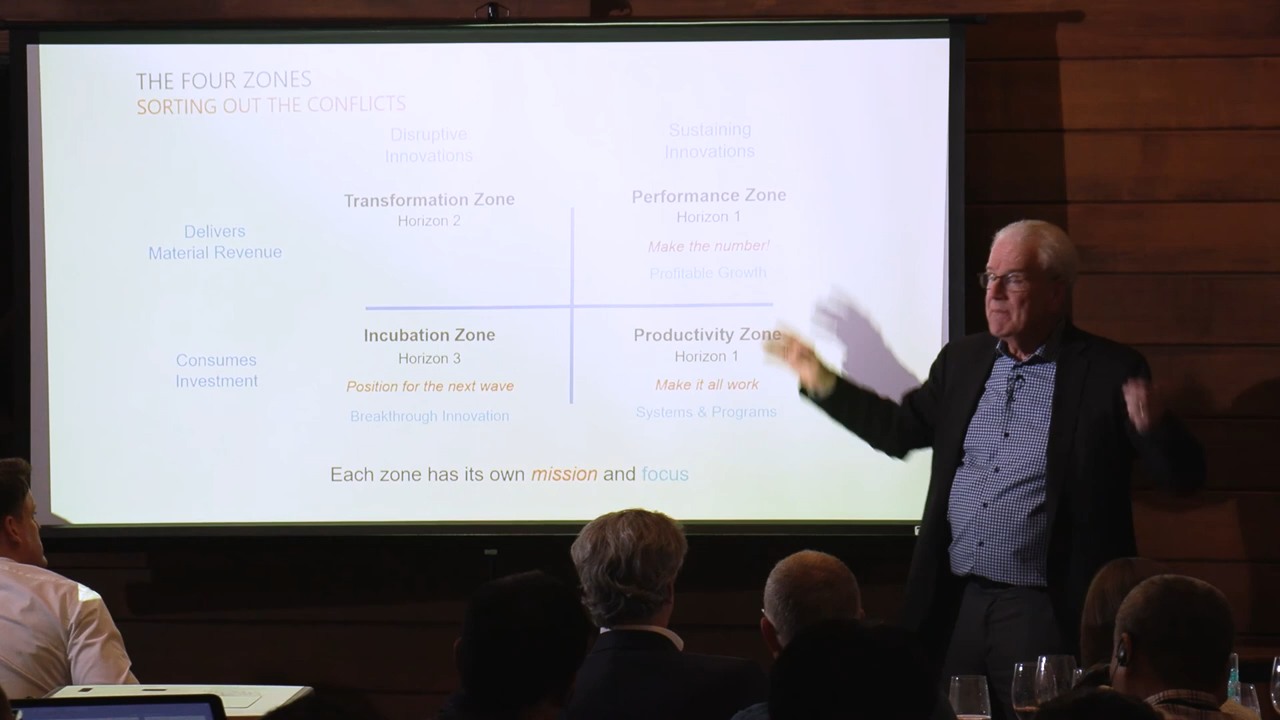 THE FOUR ZONES
SORTING OUT THE CONFLICTS
Disruptive
Innovations
Sustaining
Innovations
Delivers
Material Revenue
Transformation Zone
Horizon 2
Performance Zone
Horizon 1
Make the number!
Profitable Growth
Consumes
Investment
Incubation Zone
Horizon 3
Position for the next wave
Breakthrough Innovation
Productivity Zone
Horizon 1
Make it all work
Systems & Programs
Each zone has its own mission and focus